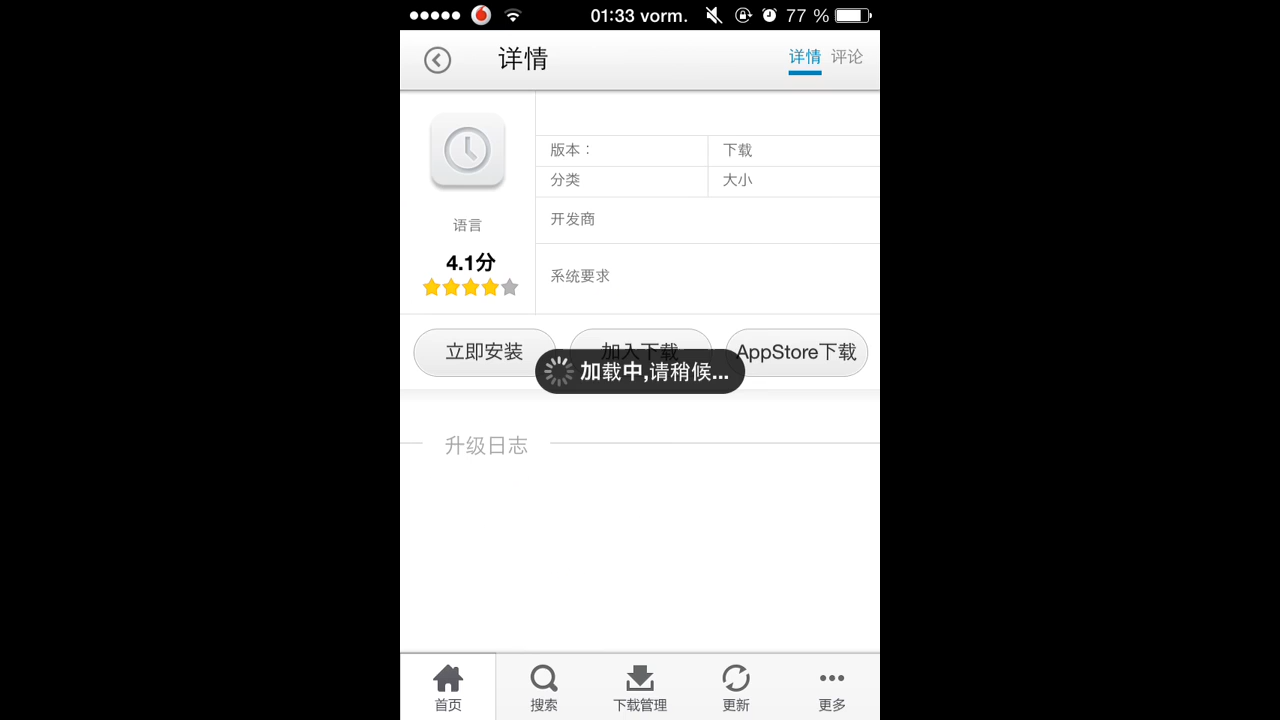 01:33 vorm. 77 %
详情 详情 评论
版本： 下载
分类 大小
开发商
语言
4.1分
系统要求
立即安装 加入下载 AppStore下载
加载中,请稍候...
升级日志
首页 搜索 下载管理 更新 更多